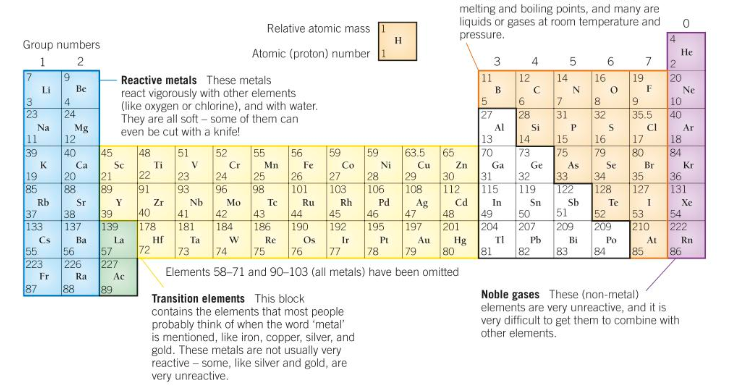 melting and boiling points, and many are
liquids or gases at room temperature and
pressure.
Relative atomic mass
Atomic (proton) number
1
H
1
Group numbers
1 2 3 4 5 6 7 0
4
He
2
7 9 11 12 14 16 19 20
Li Be B C N O F Ne
3 4 5 6 7 8 9 10
Reactive metals These metals
react vigorously with other elements
(like oxygen or chlorine), and with water.
They are all soft – some of them can
even be cut with a knife!
23 24 27 28 31 32 35.5 40
Na Mg Al Si P S Cl Ar
11 12 13 14 15 16 17 18
39 40 45 48 51 52 55 56 59 59 63.5 65 70 73 75 79 80 84
K Ca Sc Ti V Cr Mn Fe Co Ni Cu Zn Ga Ge As Se Br Kr
19 20 21 22 23 24 25 26 27 28 29 30 31 32 33 34 35 36
85 88 89 91 93 96 98 101 103 106 108 112 115 119 122 128 127 131
Rb Sr Y Zr Nb Mo Tc Ru Rh Pd Ag Cd In Sn Sb Te I Xe
37 38 39 40 41 42 43 44 45 46 47 48 49 50 51 52 53 54
133 137 139 178 181 184 186 190 192 195 197 201 204 207 209 209 210 222
Cs Ba La Hf Ta W Re Os Ir Pt Au Hg Tl Pb Bi Po At Rn
55 56 57 72 73 74 75 76 77 78 79 80 81 82 83 84 85 86
223 226 227
Fr Ra Ac
87 88 89
Elements 58–71 and 90–103 (all metals) have been omitted
Transition elements This block
contains the elements that most people
probably think of when the word ‘metal’
is mentioned, like iron, copper, silver, and
gold. These metals are not usually very
reactive – some, like silver and gold, are
very unreactive.
Noble gases These (non-metal)
elements are very unreactive, and it is
very difficult to get them to combine with
other elements.